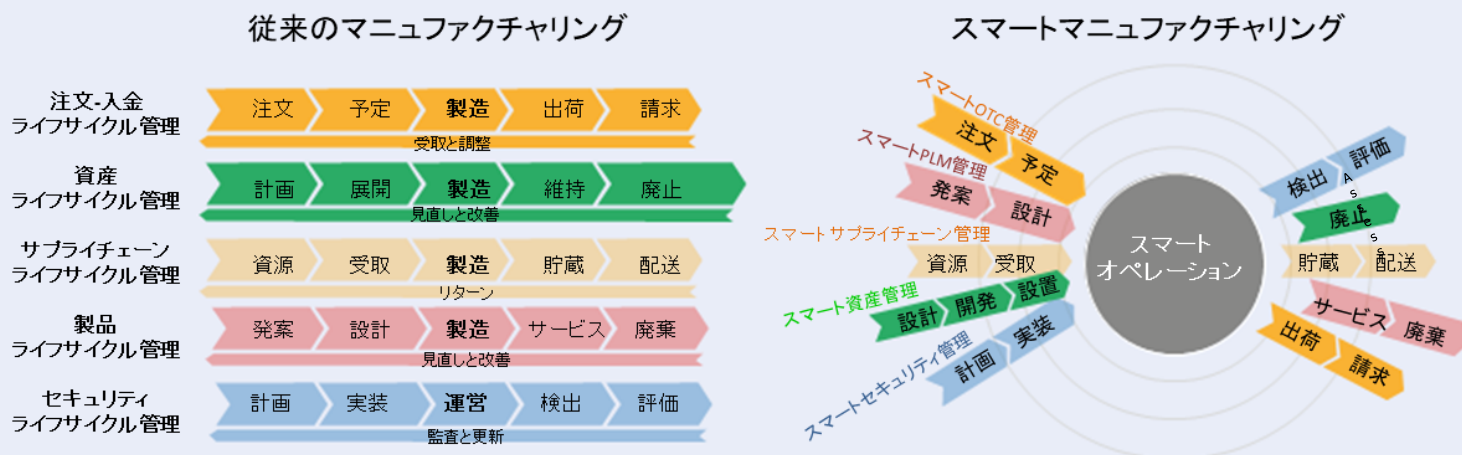 従来のマニュファクチャリング
注文-入金
ライフサイクル管理
注文 予定 製造 出荷 請求
受取と調整
資産
ライフサイクル管理
計画 展開 製造 維持 廃止
見直しと改善
サプライチェーン
ライフサイクル管理
資源 受取 製造 貯蔵 配送
リターン
製品
ライフサイクル管理
発案 設計 製造 サービス 廃棄
見直しと改善
セキュリティ
ライフサイクル管理
計画 実装 運営 検出 評価
監査と更新
スマートマニュファクチャリング
スマートOTC管理
注文 予定
スマートPLM管理
発案 設計
スマートサプライチェーン管理
資源 受取
スマート資産管理
設計 開発 設置
スマートセキュリティ管理
計画 実装
スマート
オペレーション
検出 評価
Assess
廃止
貯蔵 配送
サービス 廃棄
出荷 請求